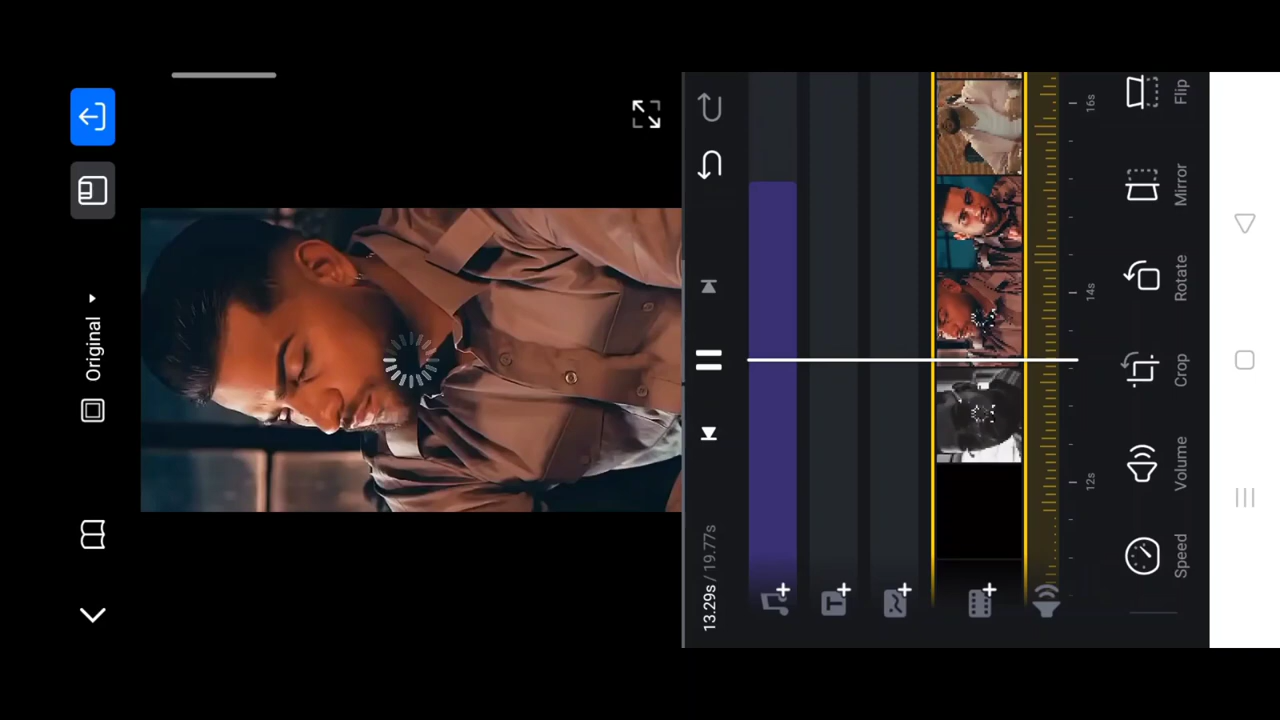 Original
13.29s / 19.77s
12s
14s
16s
Speed
Volume
Crop
Rotate
Mirror
Flip